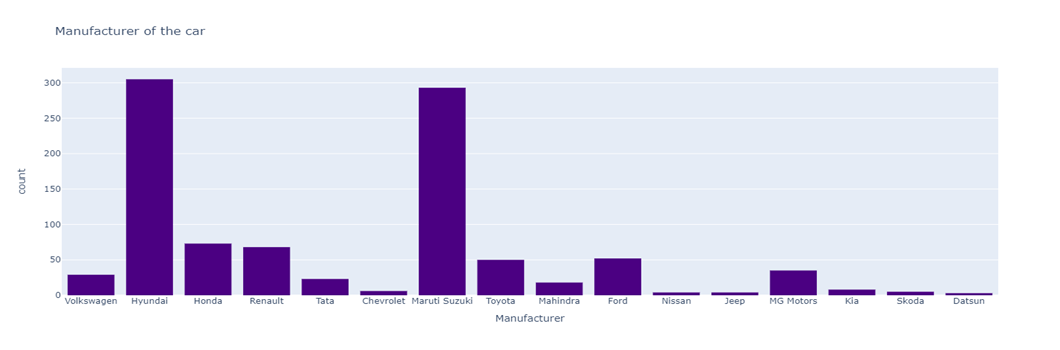 Manufacturer of the car
300
250
200
150
100
50
0
count
Volkswagen Hyundai Honda Renault Tata Chevrolet Maruti Suzuki Toyota Mahindra Ford Nissan Jeep MG Motors Kia Skoda Datsun
Manufacturer